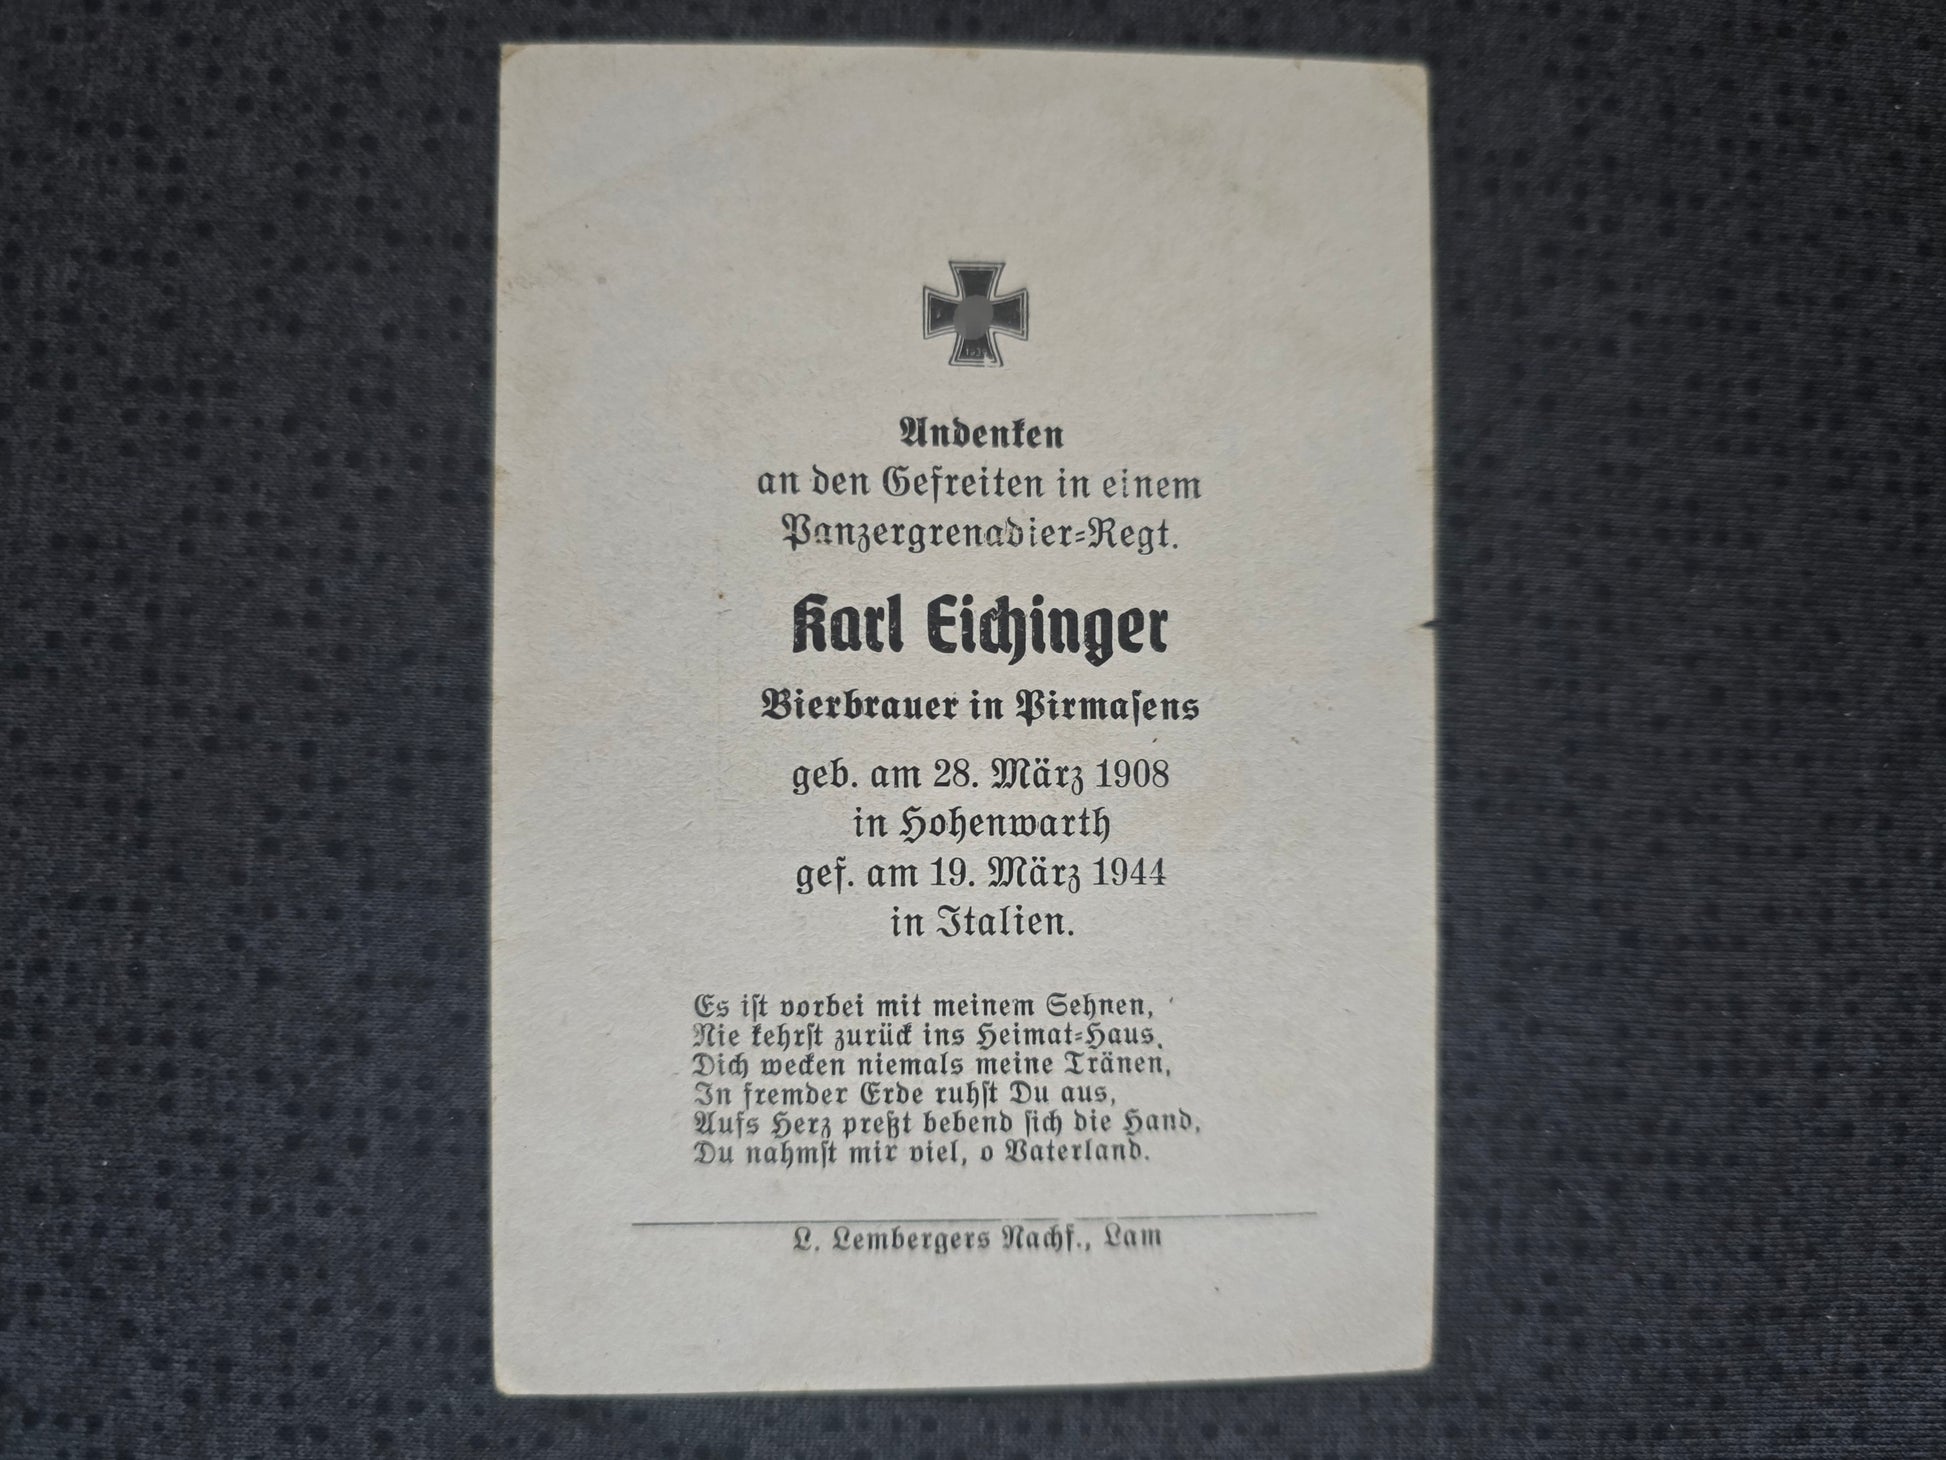 1939
Andenken
an den Gefreiten in einem
Panzergrenadier-Regt.
Karl Eichinger
Bierbrauer in Pirmasens
geb. am 28. März 1908
in Hohenwarth
gef. am 19. März 1944
in Italien.
Es ist vorbei mit meinem Sehnen,
Nie kehrst zurück ins Heimat-Haus.
Dich wecken niemals meine Tränen,
In fremder Erde ruhst Du aus,
Aufs Herz preßt bebend sich die Hand,
Du nahmst mir viel, o Vaterland.
L. Lembergers Nachf., Lam